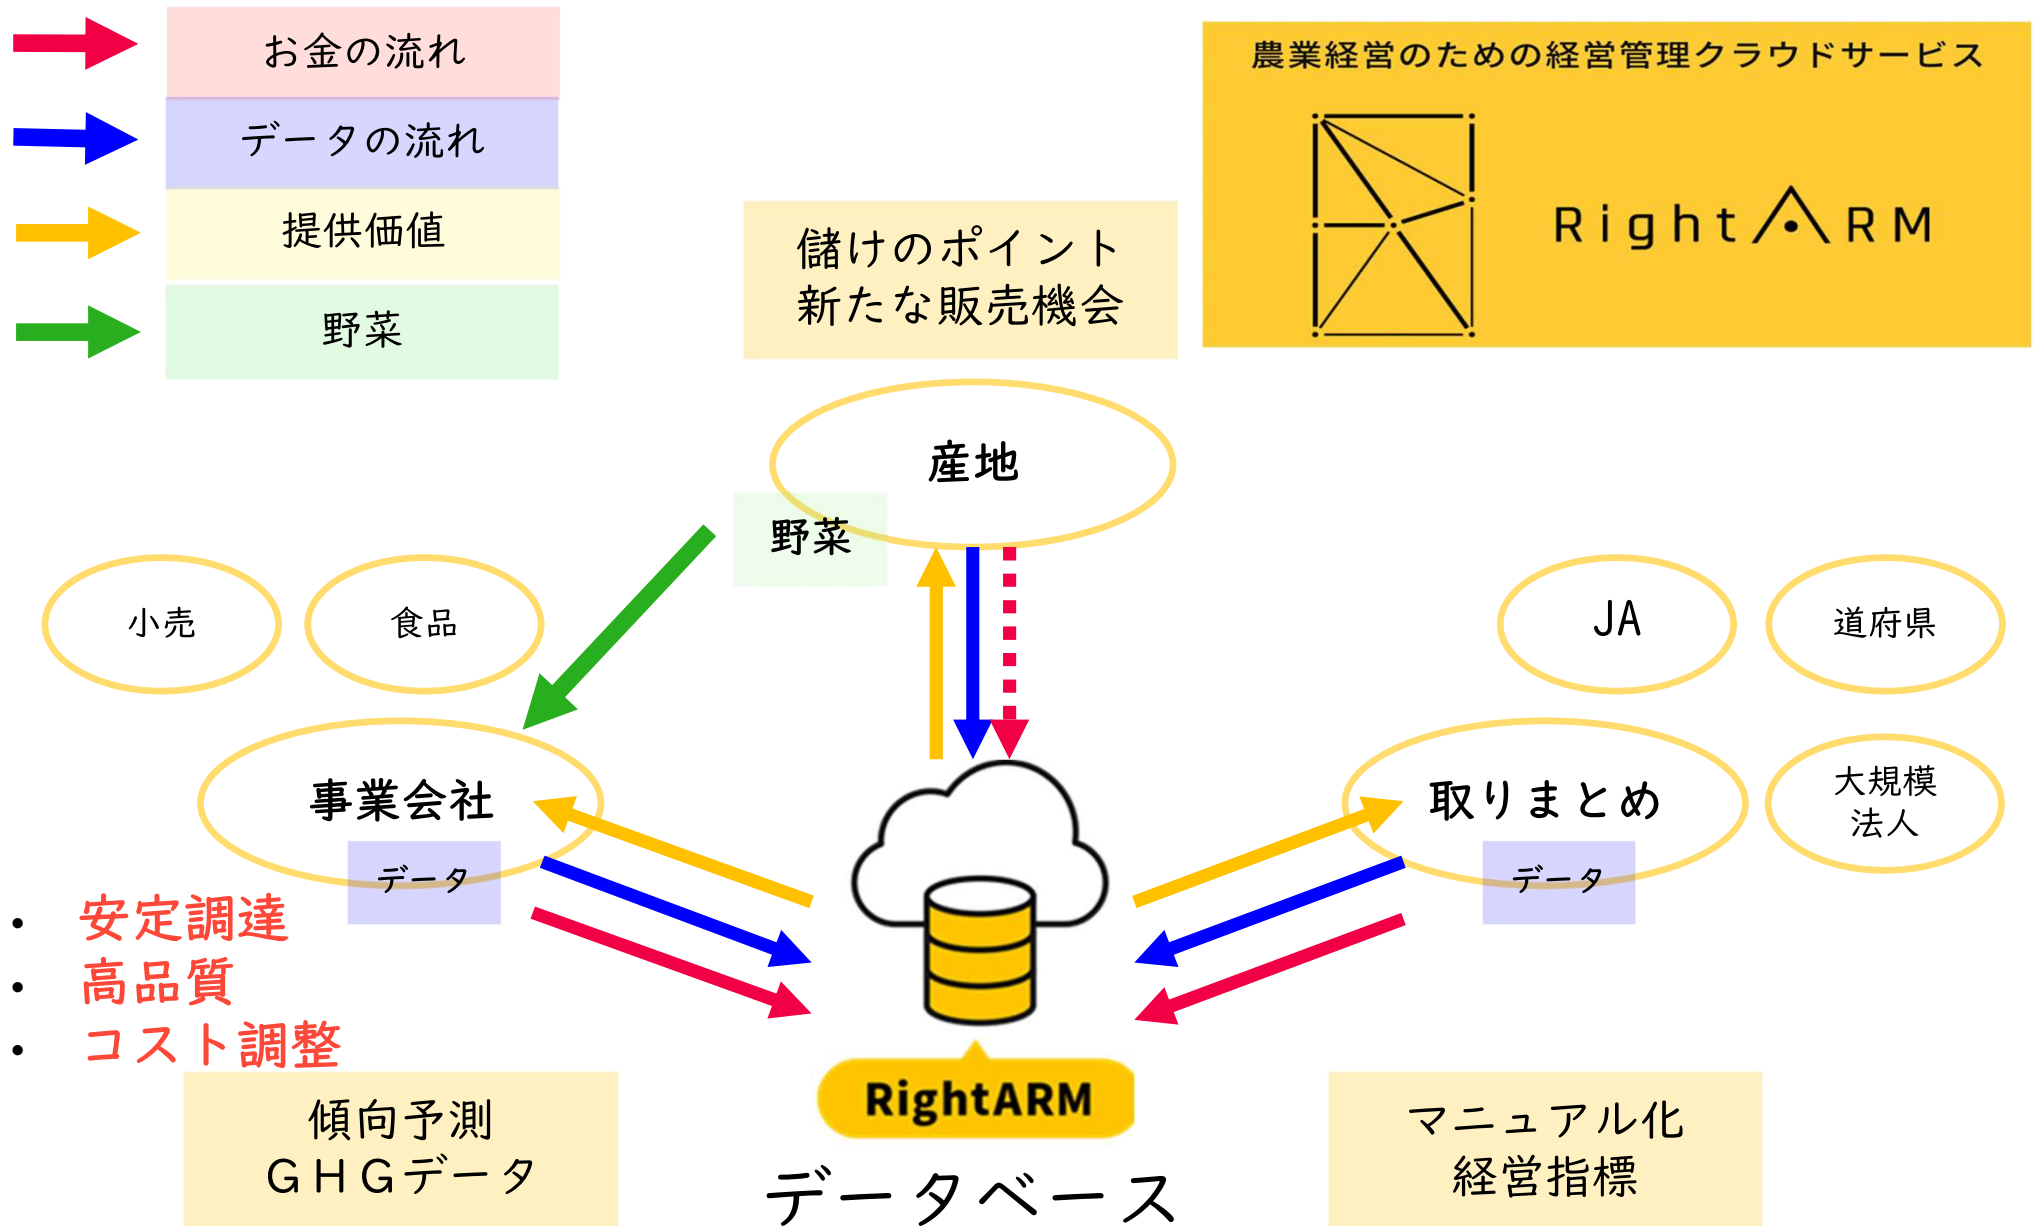 お金の流れ
データの流れ
提供価値
野菜
農業経営のための経営管理クラウドサービス
RightARM
儲けのポイント
新たな販売機会
産地
野菜
小売
食品
JA
道府県
事業会社
データ
取りまとめ
データ
大規模
法人
• 安定調達
• 高品質
• コスト調整
RightARM
データベース
傾向予測
GHGデータ
マニュアル化
経営指標